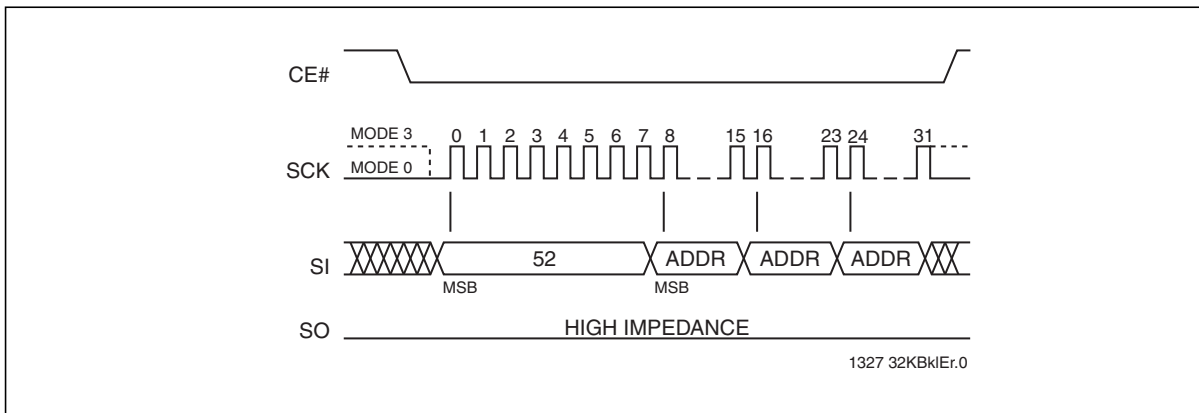 CE#
MODE 3
0 1 2 3 4 5 6 7 8 15 16 23 24 31
SCK
MODE 0
SI
52 ADDR ADDR ADDR
MSB MSB
SO
HIGH IMPEDANCE
1327 32KBklEr.0